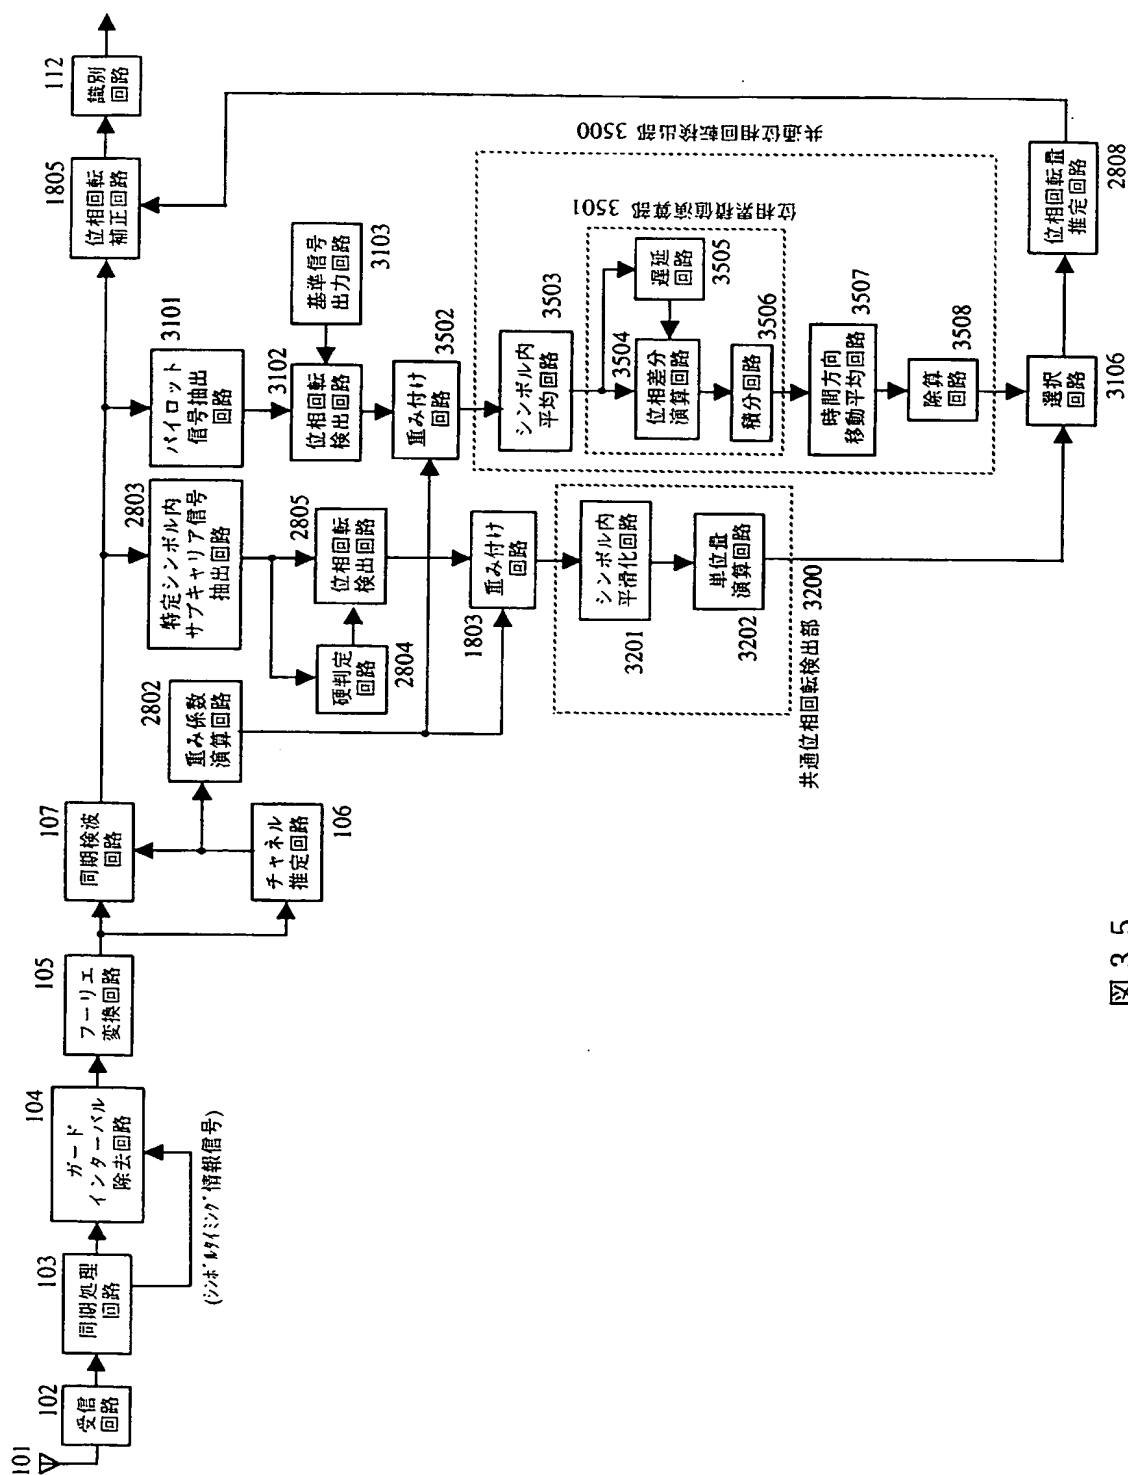 101
102
受信
回路
103
同期処理
回路
(シンボルタイミング情報信号)
104
ガード
インターバル
除去回路
105
フーリエ
変換回路
107
同期検波
回路
106
チャネル
推定回路
2802
重み係数
演算回路
2803
特定シンボル内
サブキャリア信号
抽出回路
2804
硬判定
回路
2805
位相回転
検出回路
1803
重み付け
回路
共通位相回転検出部 3200
3201
シンボル内
平滑化回路
3202
単位量
演算回路
3101
パイロット
信号抽出
回路
3102
位相回転
検出回路
3103
基準信号
出力回路
3502
重み付け
回路
共通位相回転検出部 3500
3503
シンボル内
平均回路
位相累積値演算部 3501
3504
位相差分
演算回路
3505
遅延
回路
3506
積分回路
3507
時間方向
移動平均回路
3508
除算
回路
3106
選択
回路
2808
位相回転量
推定回路
1805
位相回転
補正回路
112
識別
回路
図35